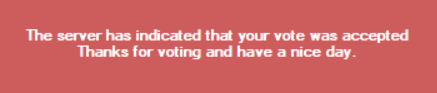 The server has indicated that your vote was accepted
Thanks for voting and have a nice day.